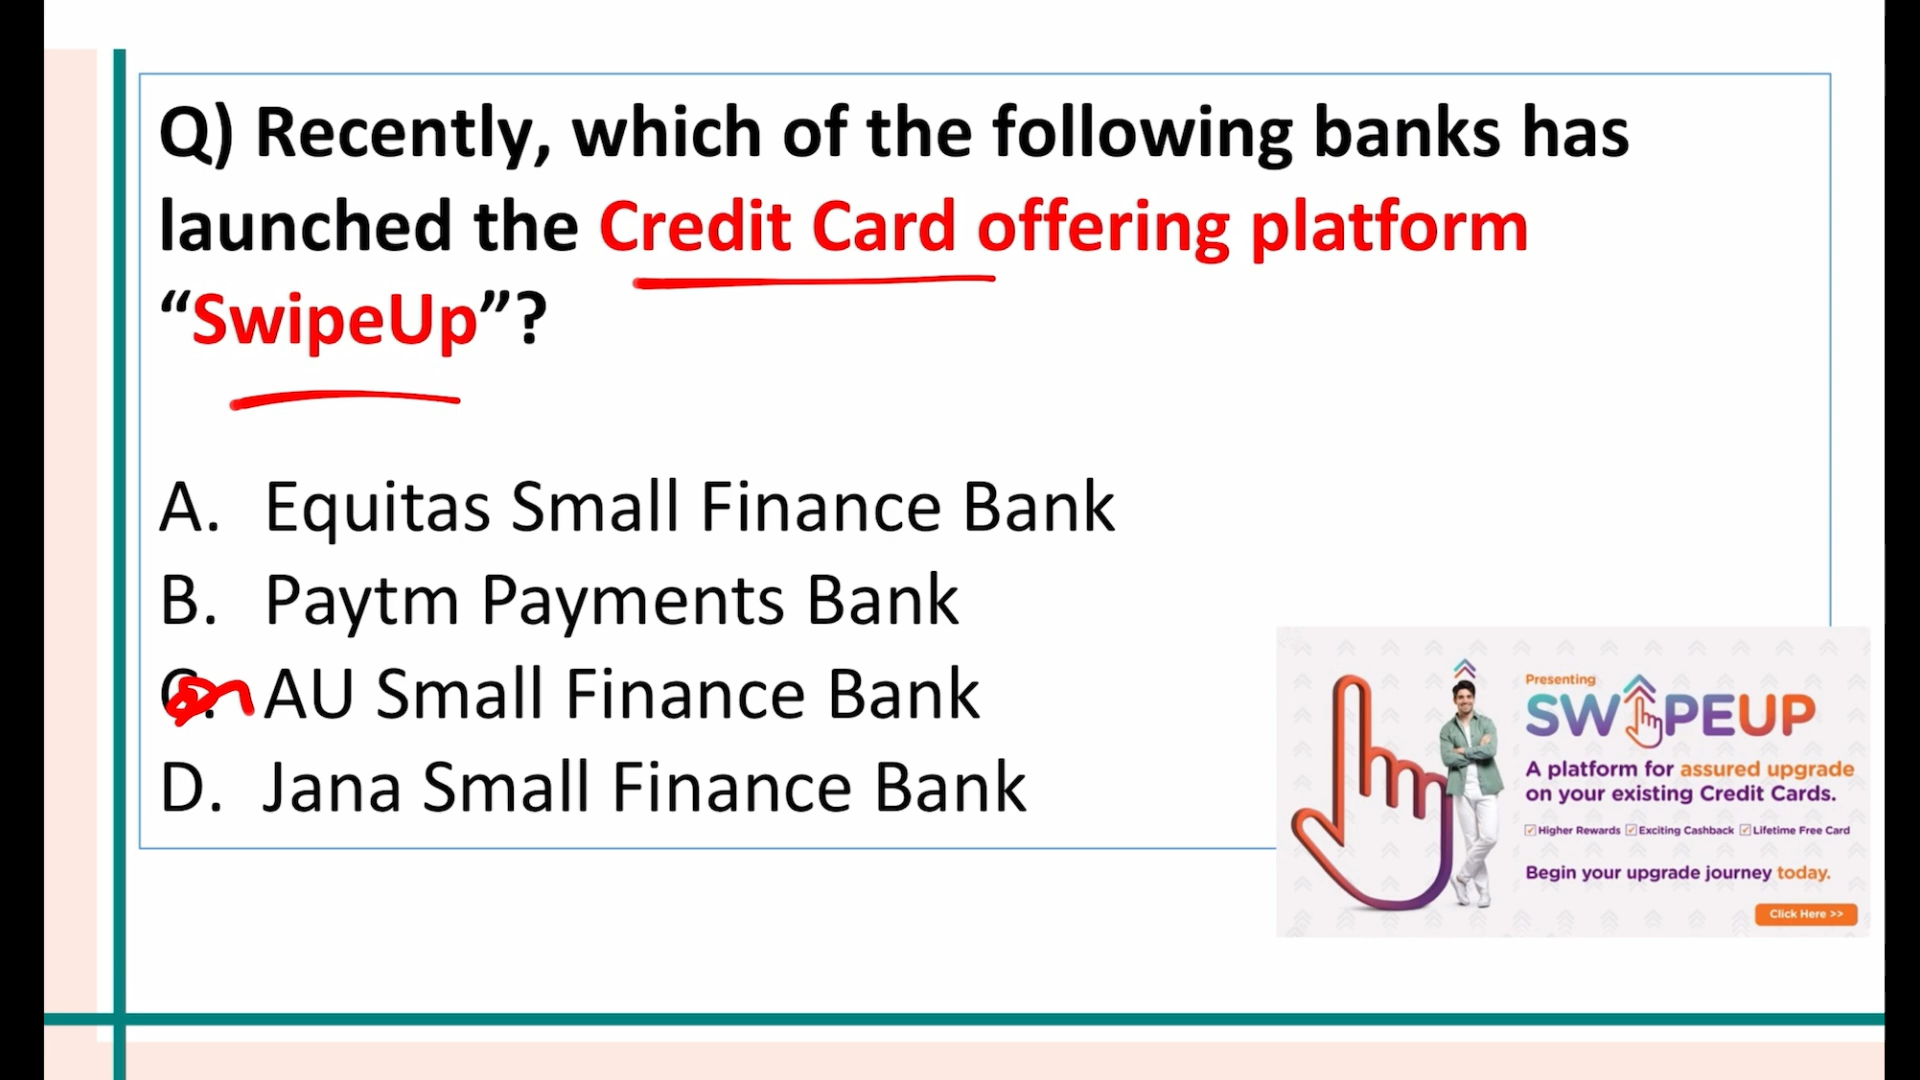 Q) Recently, which of the following banks has
launched the Credit Card offering platform
“SwipeUp”?
A. Equitas Small Finance Bank
B. Paytm Payments Bank
C. AU Small Finance Bank
D. Jana Small Finance Bank
Presenting
SWIPEUP
A platform for assured upgrade
on your existing Credit Cards.
Higher Rewards Exciting Cashback Lifetime Free Card
Begin your upgrade journey today.
Click Here >>